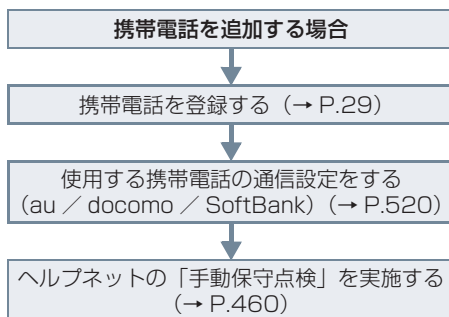 携帯電話を追加する場合
携帯電話を登録する（→ P.29）
使用する携帯電話の通信設定をする
（au ／ docomo ／ SoftBank）（→ P.520）
ヘルプネットの「手動保守点検」を実施する
（→ P.460）